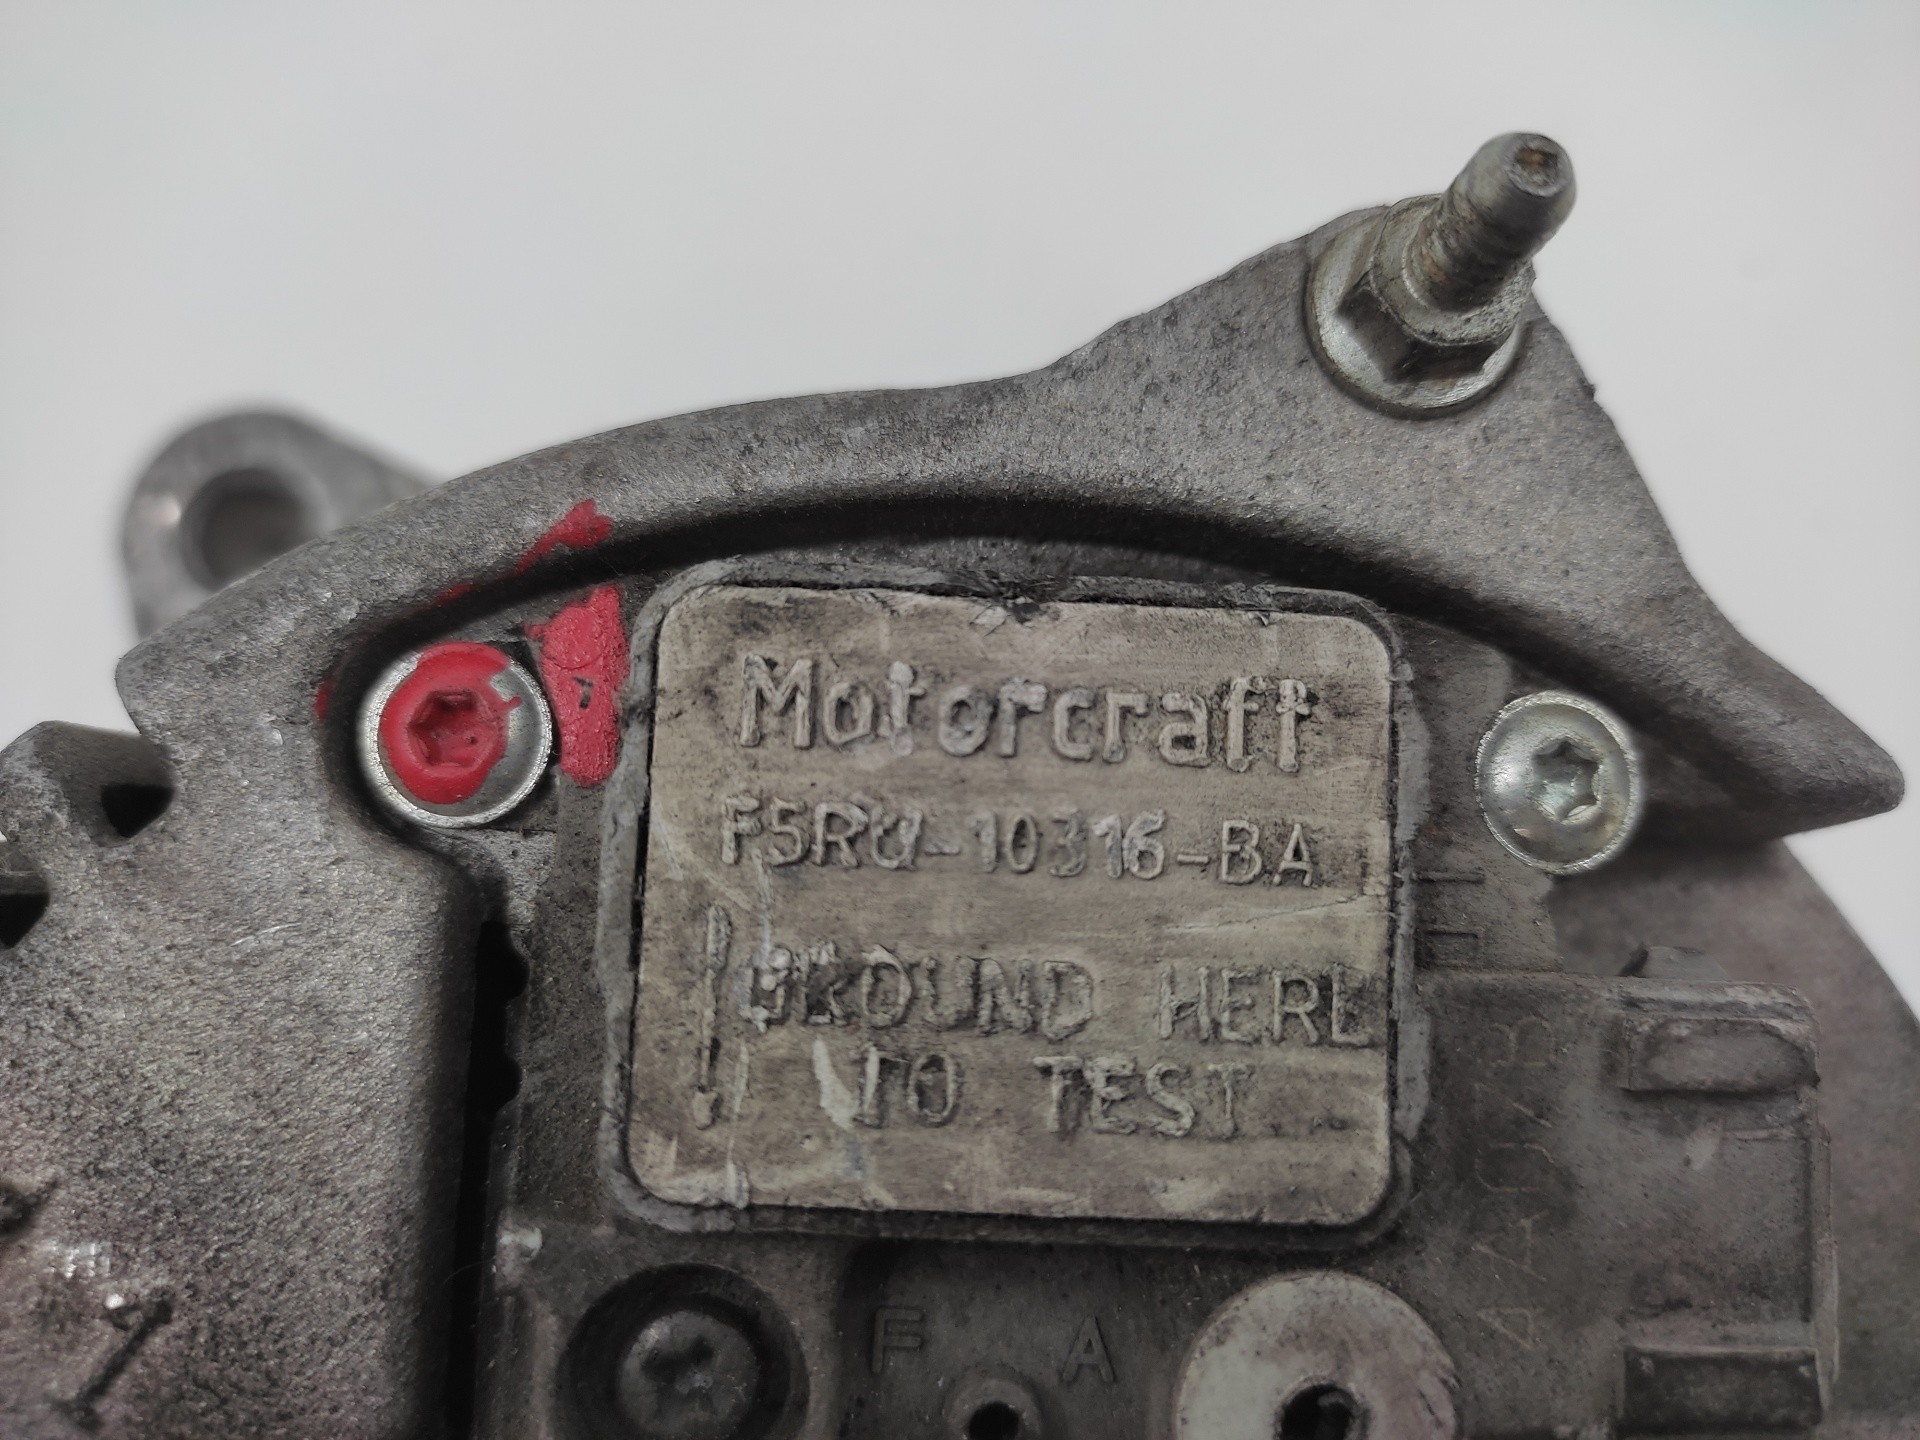 Motorcraft
F5RU-10316-BA
GROUND HERE
TO TEST
F A